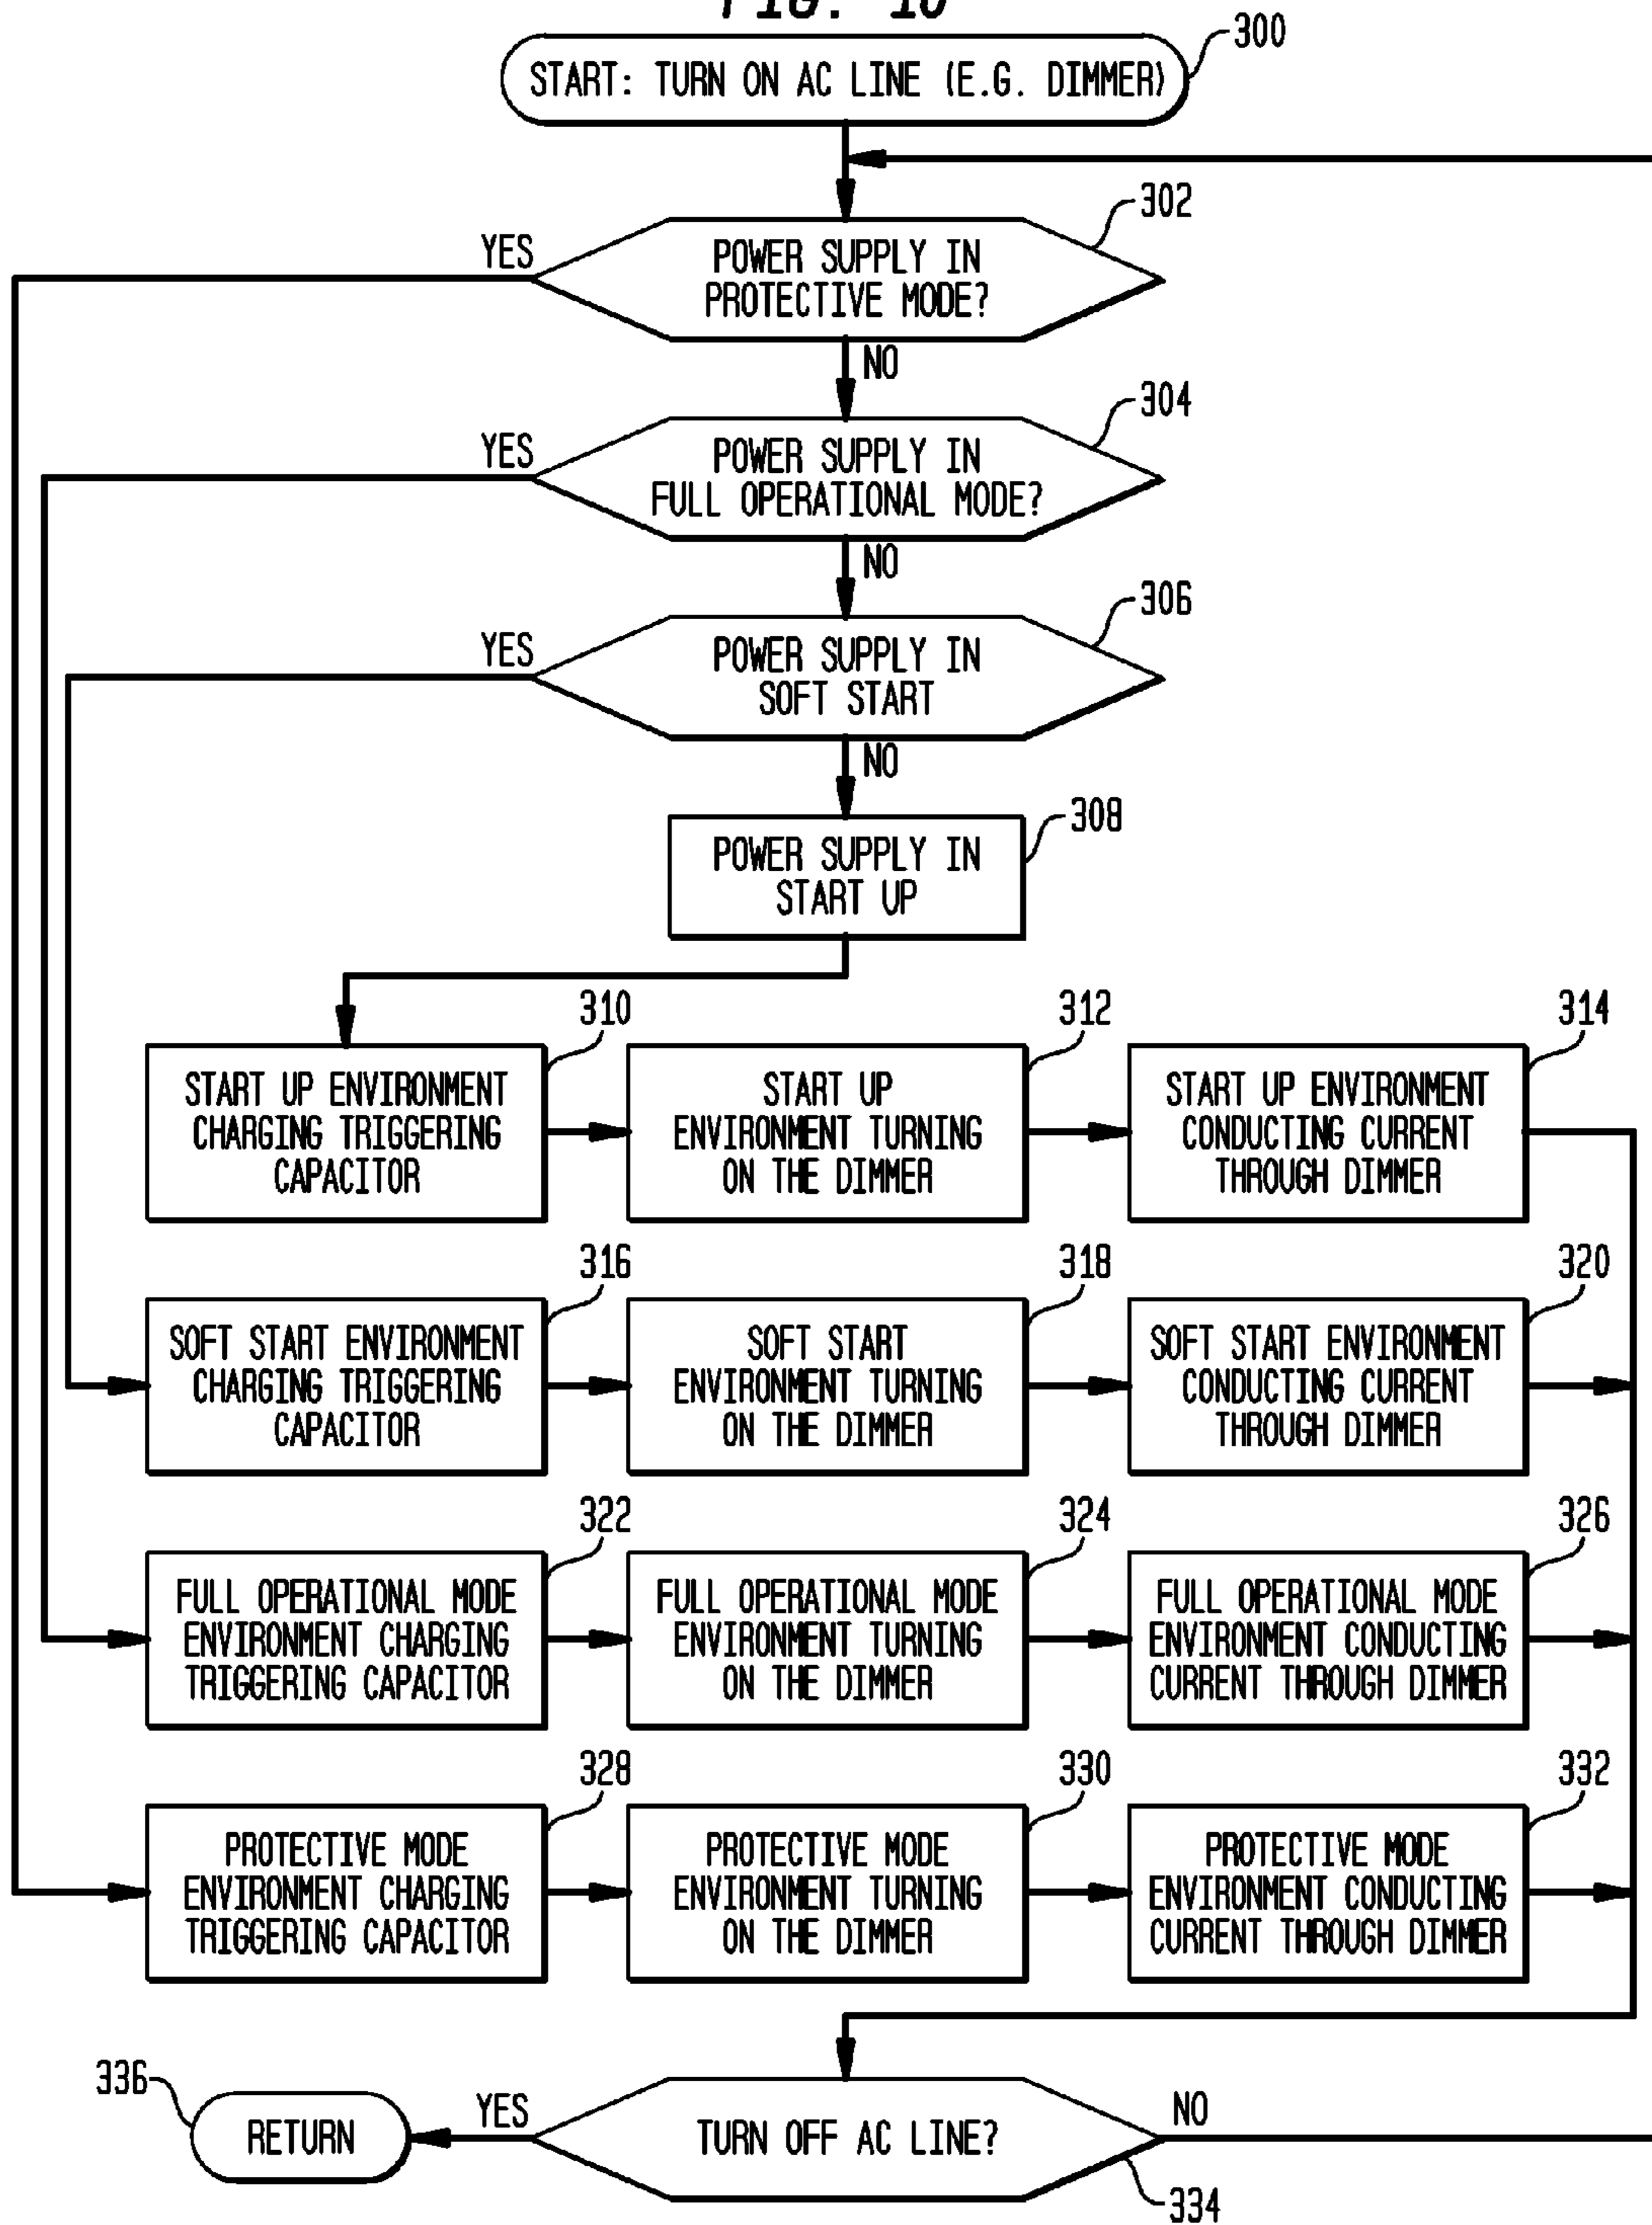 FIG. 10
300
START: TURN ON AC LINE (E.G. DIMMER)
302
YES
POWER SUPPLY IN
PROTECTIVE MODE?
NO
304
YES
POWER SUPPLY IN
FULL OPERATIONAL MODE?
NO
306
YES
POWER SUPPLY IN
SOFT START
NO
308
POWER SUPPLY IN
START UP
310
START UP ENVIRONMENT
CHARGING TRIGGERING
CAPACITOR
312
START UP
ENVIRONMENT TURNING
ON THE DIMMER
314
START UP ENVIRONMENT
CONDUCTING CURRENT
THROUGH DIMMER
316
SOFT START ENVIRONMENT
CHARGING TRIGGERING
CAPACITOR
318
SOFT START
ENVIRONMENT TURNING
ON THE DIMMER
320
SOFT START ENVIRONMENT
CONDUCTING CURRENT
THROUGH DIMMER
322
FULL OPERATIONAL MODE
ENVIRONMENT CHARGING
TRIGGERING CAPACITOR
324
FULL OPERATIONAL MODE
ENVIRONMENT TURNING
ON THE DIMMER
326
FULL OPERATIONAL MODE
ENVIRONMENT CONDUCTING
CURRENT THROUGH DIMMER
328
PROTECTIVE MODE
ENVIRONMENT CHARGING
TRIGGERING CAPACITOR
330
PROTECTIVE MODE
ENVIRONMENT TURNING
ON THE DIMMER
332
PROTECTIVE MODE
ENVIRONMENT CONDUCTING
CURRENT THROUGH DIMMER
336
RETURN
YES
TURN OFF AC LINE?
NO
334